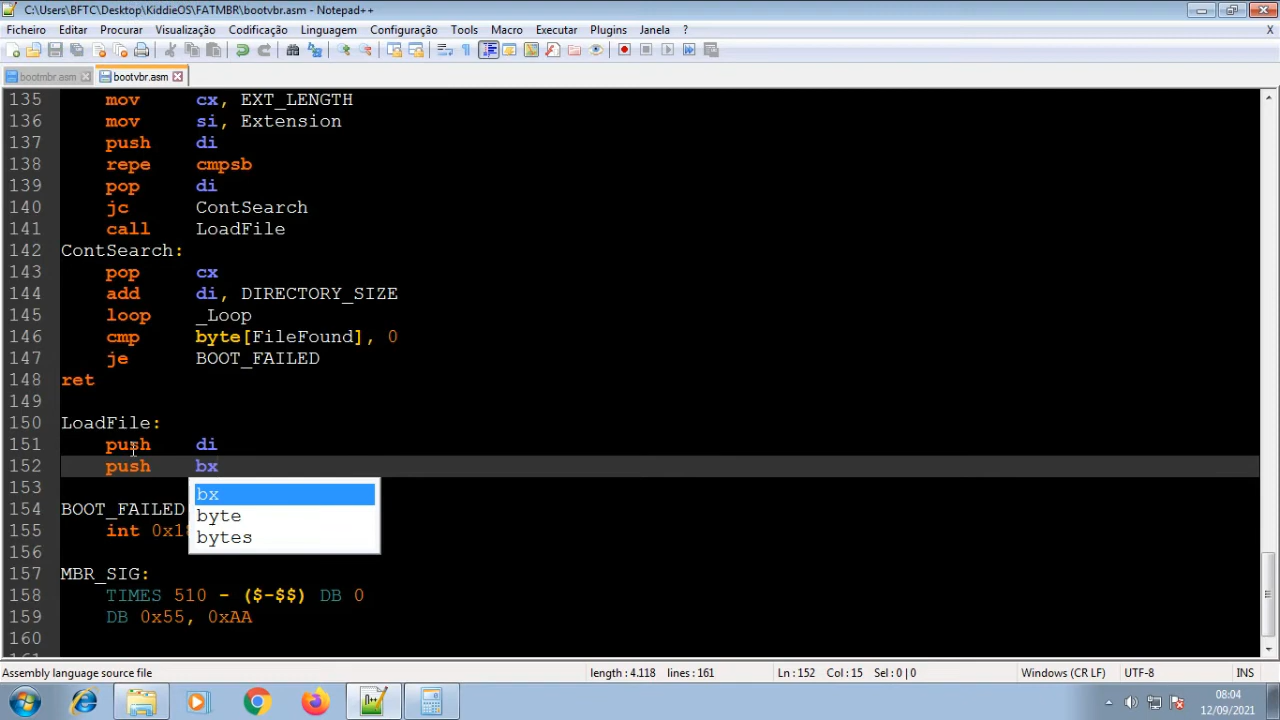 C:\Users\BFTC\Desktop\KiddieOS\FATMBR\bootvbr.asm - Notepad++
Ficheiro Editar Procurar Visualização Codificação Linguagem Configuração Tools Macro Executar Plugins Janela ?
X
bootmbr.asm bootvbr.asm
135 mov cx, EXT_LENGTH
136 mov si, Extension
137 push di
138 repe cmpsb
139 pop di
140 jc ContSearch
141 call LoadFile
142 ContSearch:
143 pop cx
144 add di, DIRECTORY_SIZE
145 loop _Loop
146 cmp byte[FileFound], 0
147 je BOOT_FAILED
148 ret
149
150 LoadFile:
151 push di
152 push bx
153
bx
154 BOOT_FAILED
byte
155 int 0x18
bytes
156
157 MBR_SIG:
158 TIMES 510 - ($-$$) DB 0
159 DB 0x55, 0xAA
160
161
Assembly language source file length : 4.118 lines : 161 Ln : 152 Col : 15 Sel : 0 | 0 Windows (CR LF) UTF-8 INS
08:04
12/09/2021